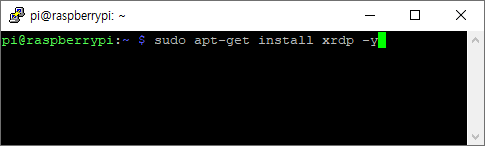 pi@raspberrypi: ~
pi@raspberrypi:~ $ sudo apt-get install xrdp -y